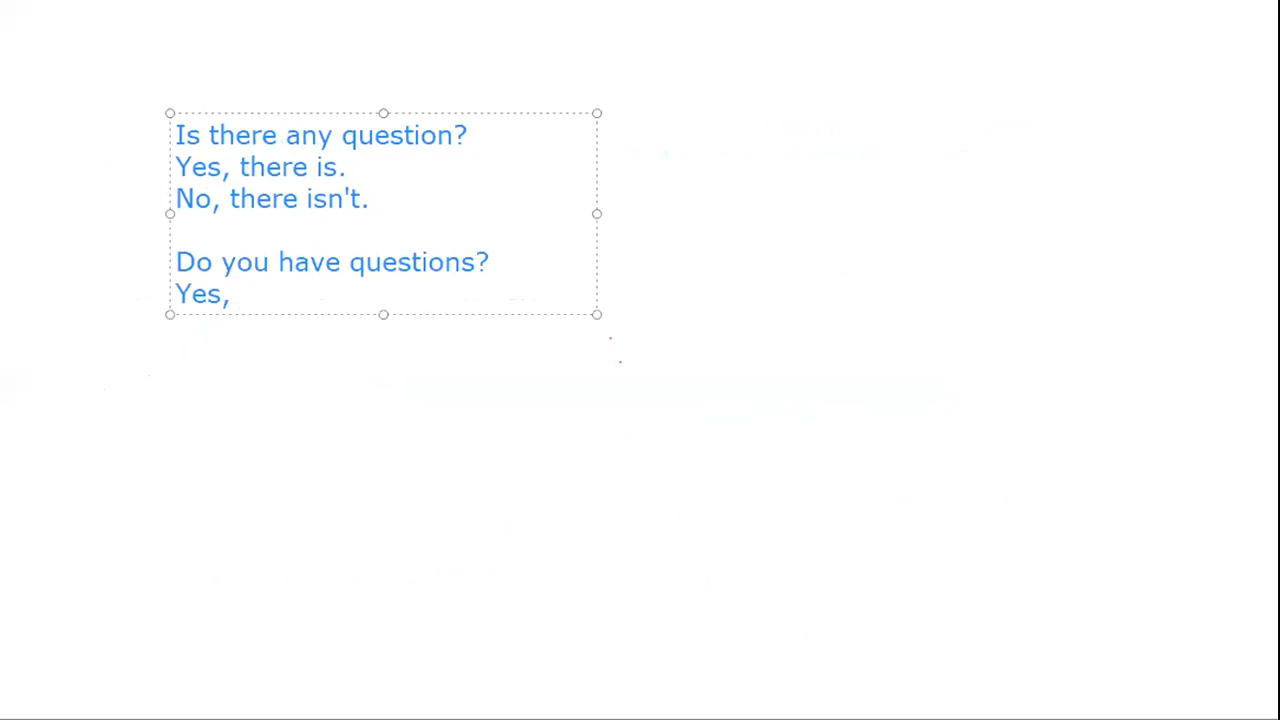 Is there any question?
Yes, there is.
No, there isn't.
Do you have questions?
Yes,